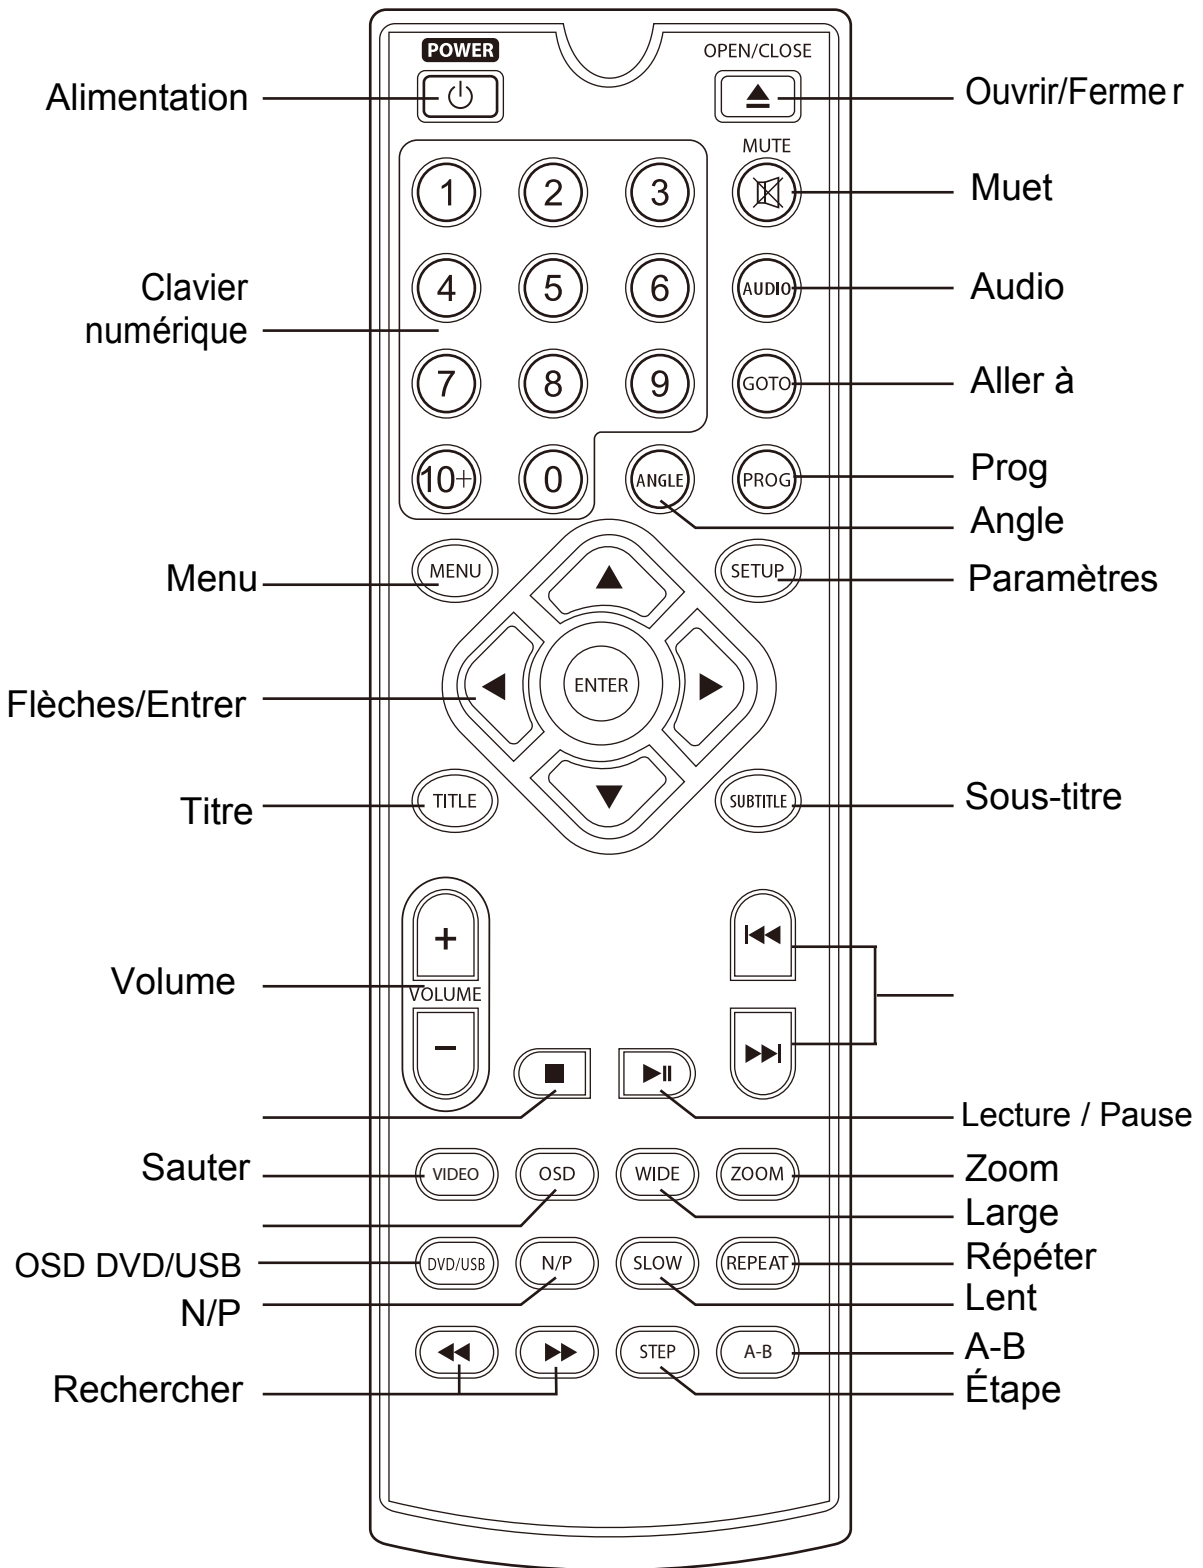 POWER
OPEN/CLOSE
Alimentation
Ouvrir/Fermer
MUTE
1 2 3
Muet
Clavier
numérique
4 5 6 AUDIO
Audio
7 8 9 GOTO
Aller à
10+ 0 ANGLE PROG
Prog
Angle
Menu
MENU
SETUP
Paramètres
Flèches/Entrer
ENTER
Titre
TITLE
SUBTITLE
Sous-titre
+
Volume
VOLUME
−
Lecture / Pause
Sauter
VIDEO OSD WIDE ZOOM
Zoom
Large
OSD DVD/USB
DVD/USB N/P SLOW REPEAT
Répéter
N/P
Lent
STEP A-B
A-B
Rechercher
Étape